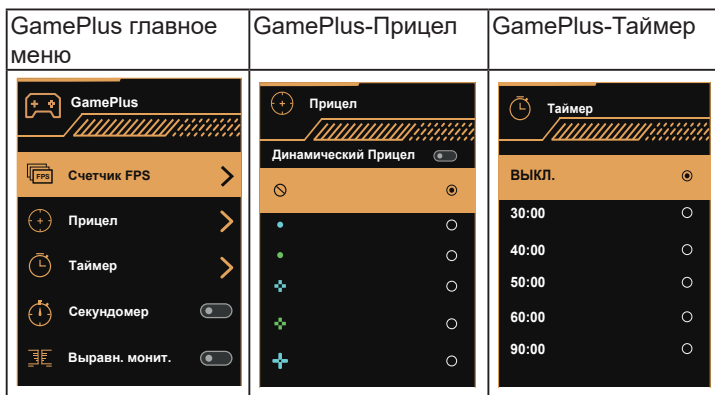 GamePlus главное
меню
GamePlus-Прицел
GamePlus-Таймер
GamePlus
FPS
Счетчик FPS
Прицел
Таймер
Секундомер
Выравн. монит.
Прицел
Динамический Прицел
Таймер
ВЫКЛ.
30:00
40:00
50:00
60:00
90:00